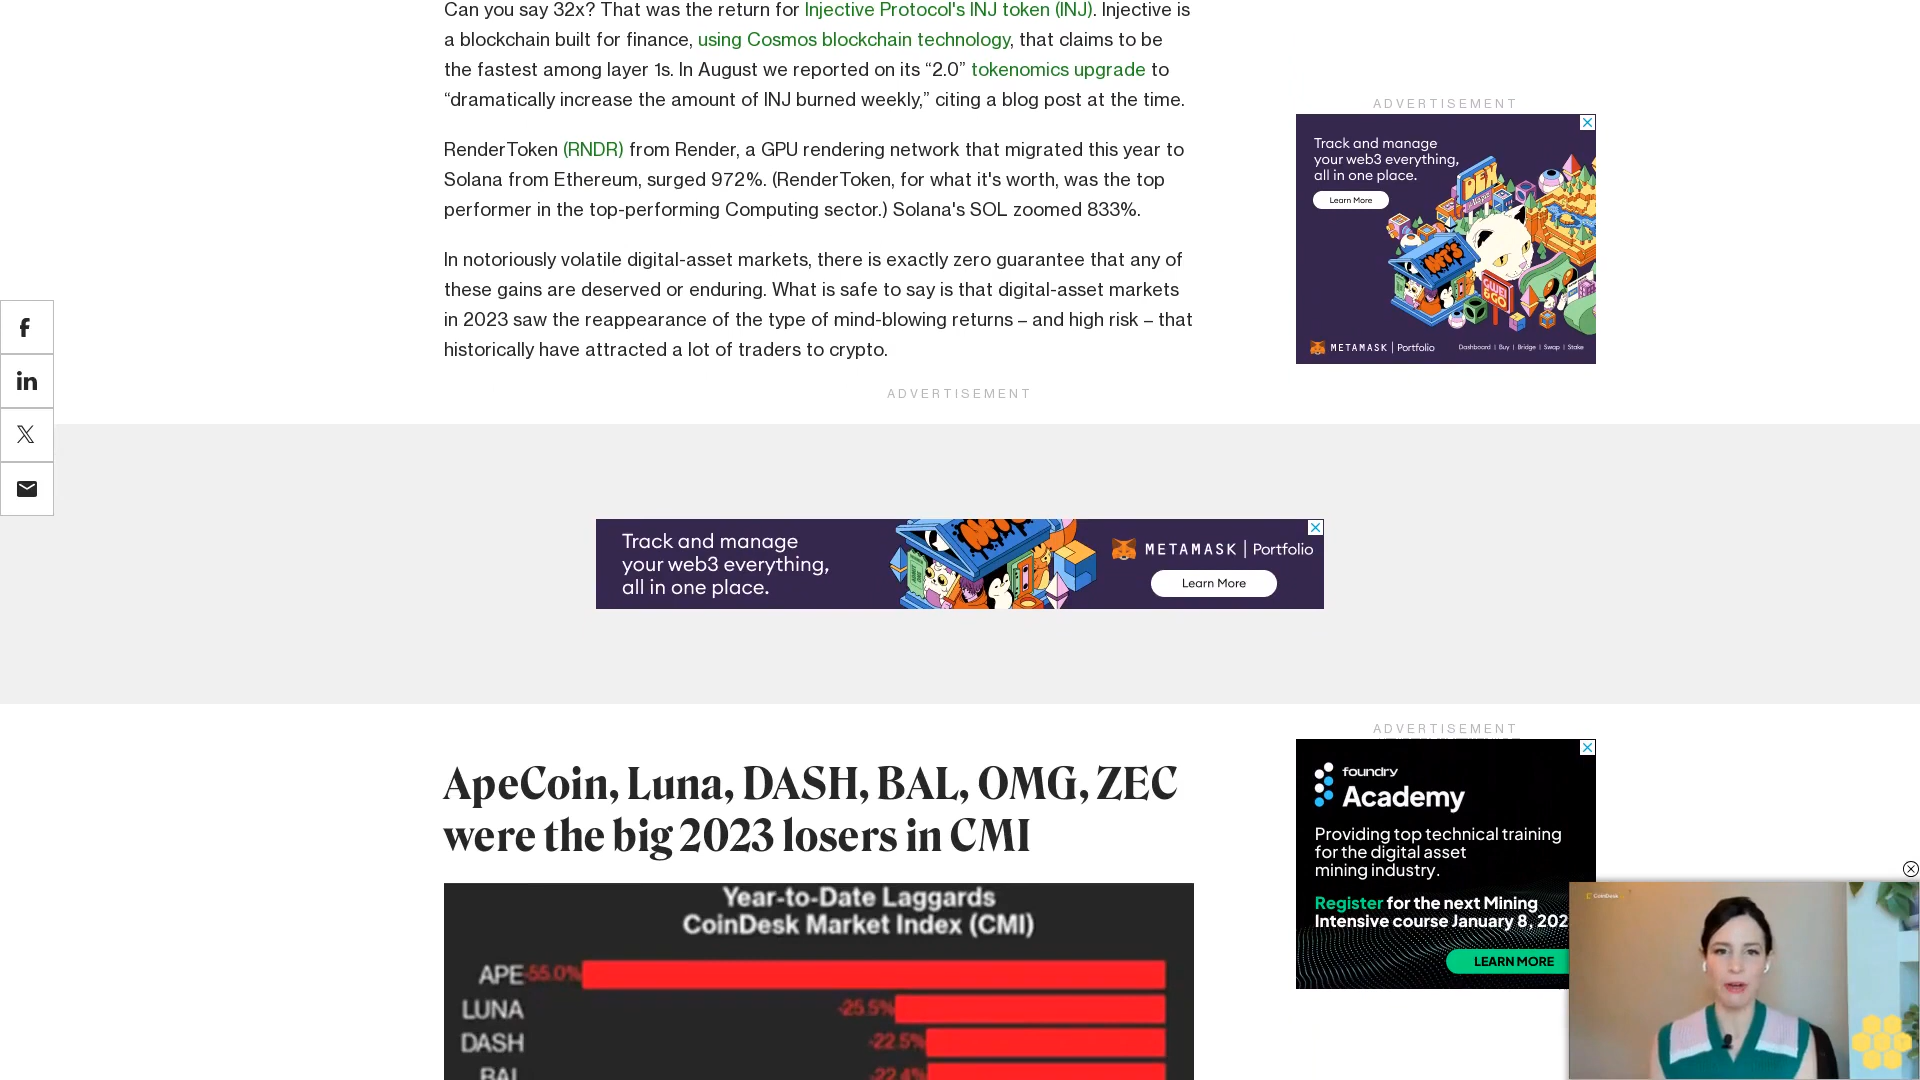 Can you say 32x? That was the return for Injective Protocol's INJ token (INJ). Injective is
a blockchain built for finance, using Cosmos blockchain technology, that claims to be
the fastest among layer 1s. In August we reported on its “2.0” tokenomics upgrade to
“dramatically increase the amount of INJ burned weekly,” citing a blog post at the time.
RenderToken (RNDR) from Render, a GPU rendering network that migrated this year to
Solana from Ethereum, surged 972%. (RenderToken, for what it's worth, was the top
performer in the top-performing Computing sector.) Solana's SOL zoomed 833%.
In notoriously volatile digital-asset markets, there is exactly zero guarantee that any of
these gains are deserved or enduring. What is safe to say is that digital-asset markets
in 2023 saw the reappearance of the type of mind-blowing returns – and high risk – that
historically have attracted a lot of traders to crypto.
ADVERTISEMENT
Track and manage
your web3 everything,
all in one place.
Learn More
DEX
NFT'S
GWEI
& GO
METAMASK | Portfolio
Dashboard | Buy | Bridge | Swap | Stake
ADVERTISEMENT
Track and manage
your web3 everything,
all in one place.
NFT'S
METAMASK | Portfolio
Learn More
ApeCoin, Luna, DASH, BAL, OMG, ZEC
were the big 2023 losers in CMI
Year-to-Date Laggards
CoinDesk Market Index (CMI)
APE -55.0%
LUNA -25.5%
DASH -22.5%
BAL -22.4%
ADVERTISEMENT
foundry
Academy
Providing top technical training
for the digital asset
mining industry.
Register for the next Mining
Intensive course January 8, 202
LEARN MORE
CoinDesk